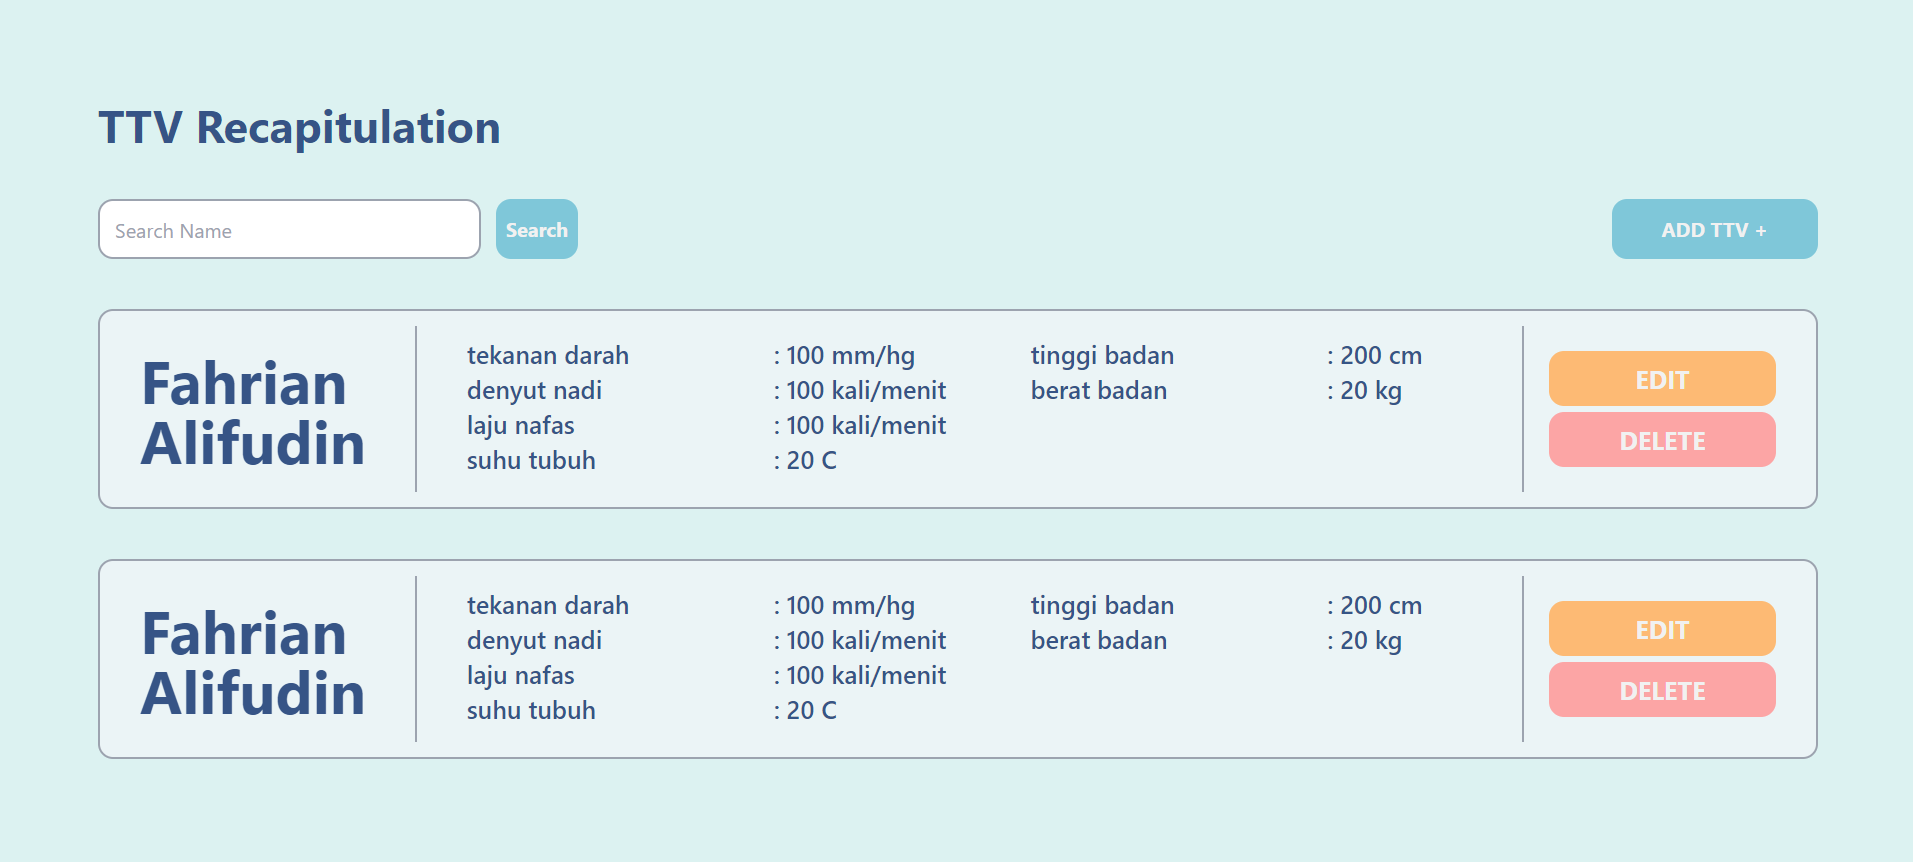 TTV Recapitulation
Search Name
Search
ADD TTV +
Fahrian
Alifudin
tekanan darah : 100 mm/hg tinggi badan : 200 cm
denyut nadi : 100 kali/menit berat badan : 20 kg
laju nafas : 100 kali/menit
suhu tubuh : 20 C
EDIT
DELETE
Fahrian
Alifudin
tekanan darah : 100 mm/hg tinggi badan : 200 cm
denyut nadi : 100 kali/menit berat badan : 20 kg
laju nafas : 100 kali/menit
suhu tubuh : 20 C
EDIT
DELETE